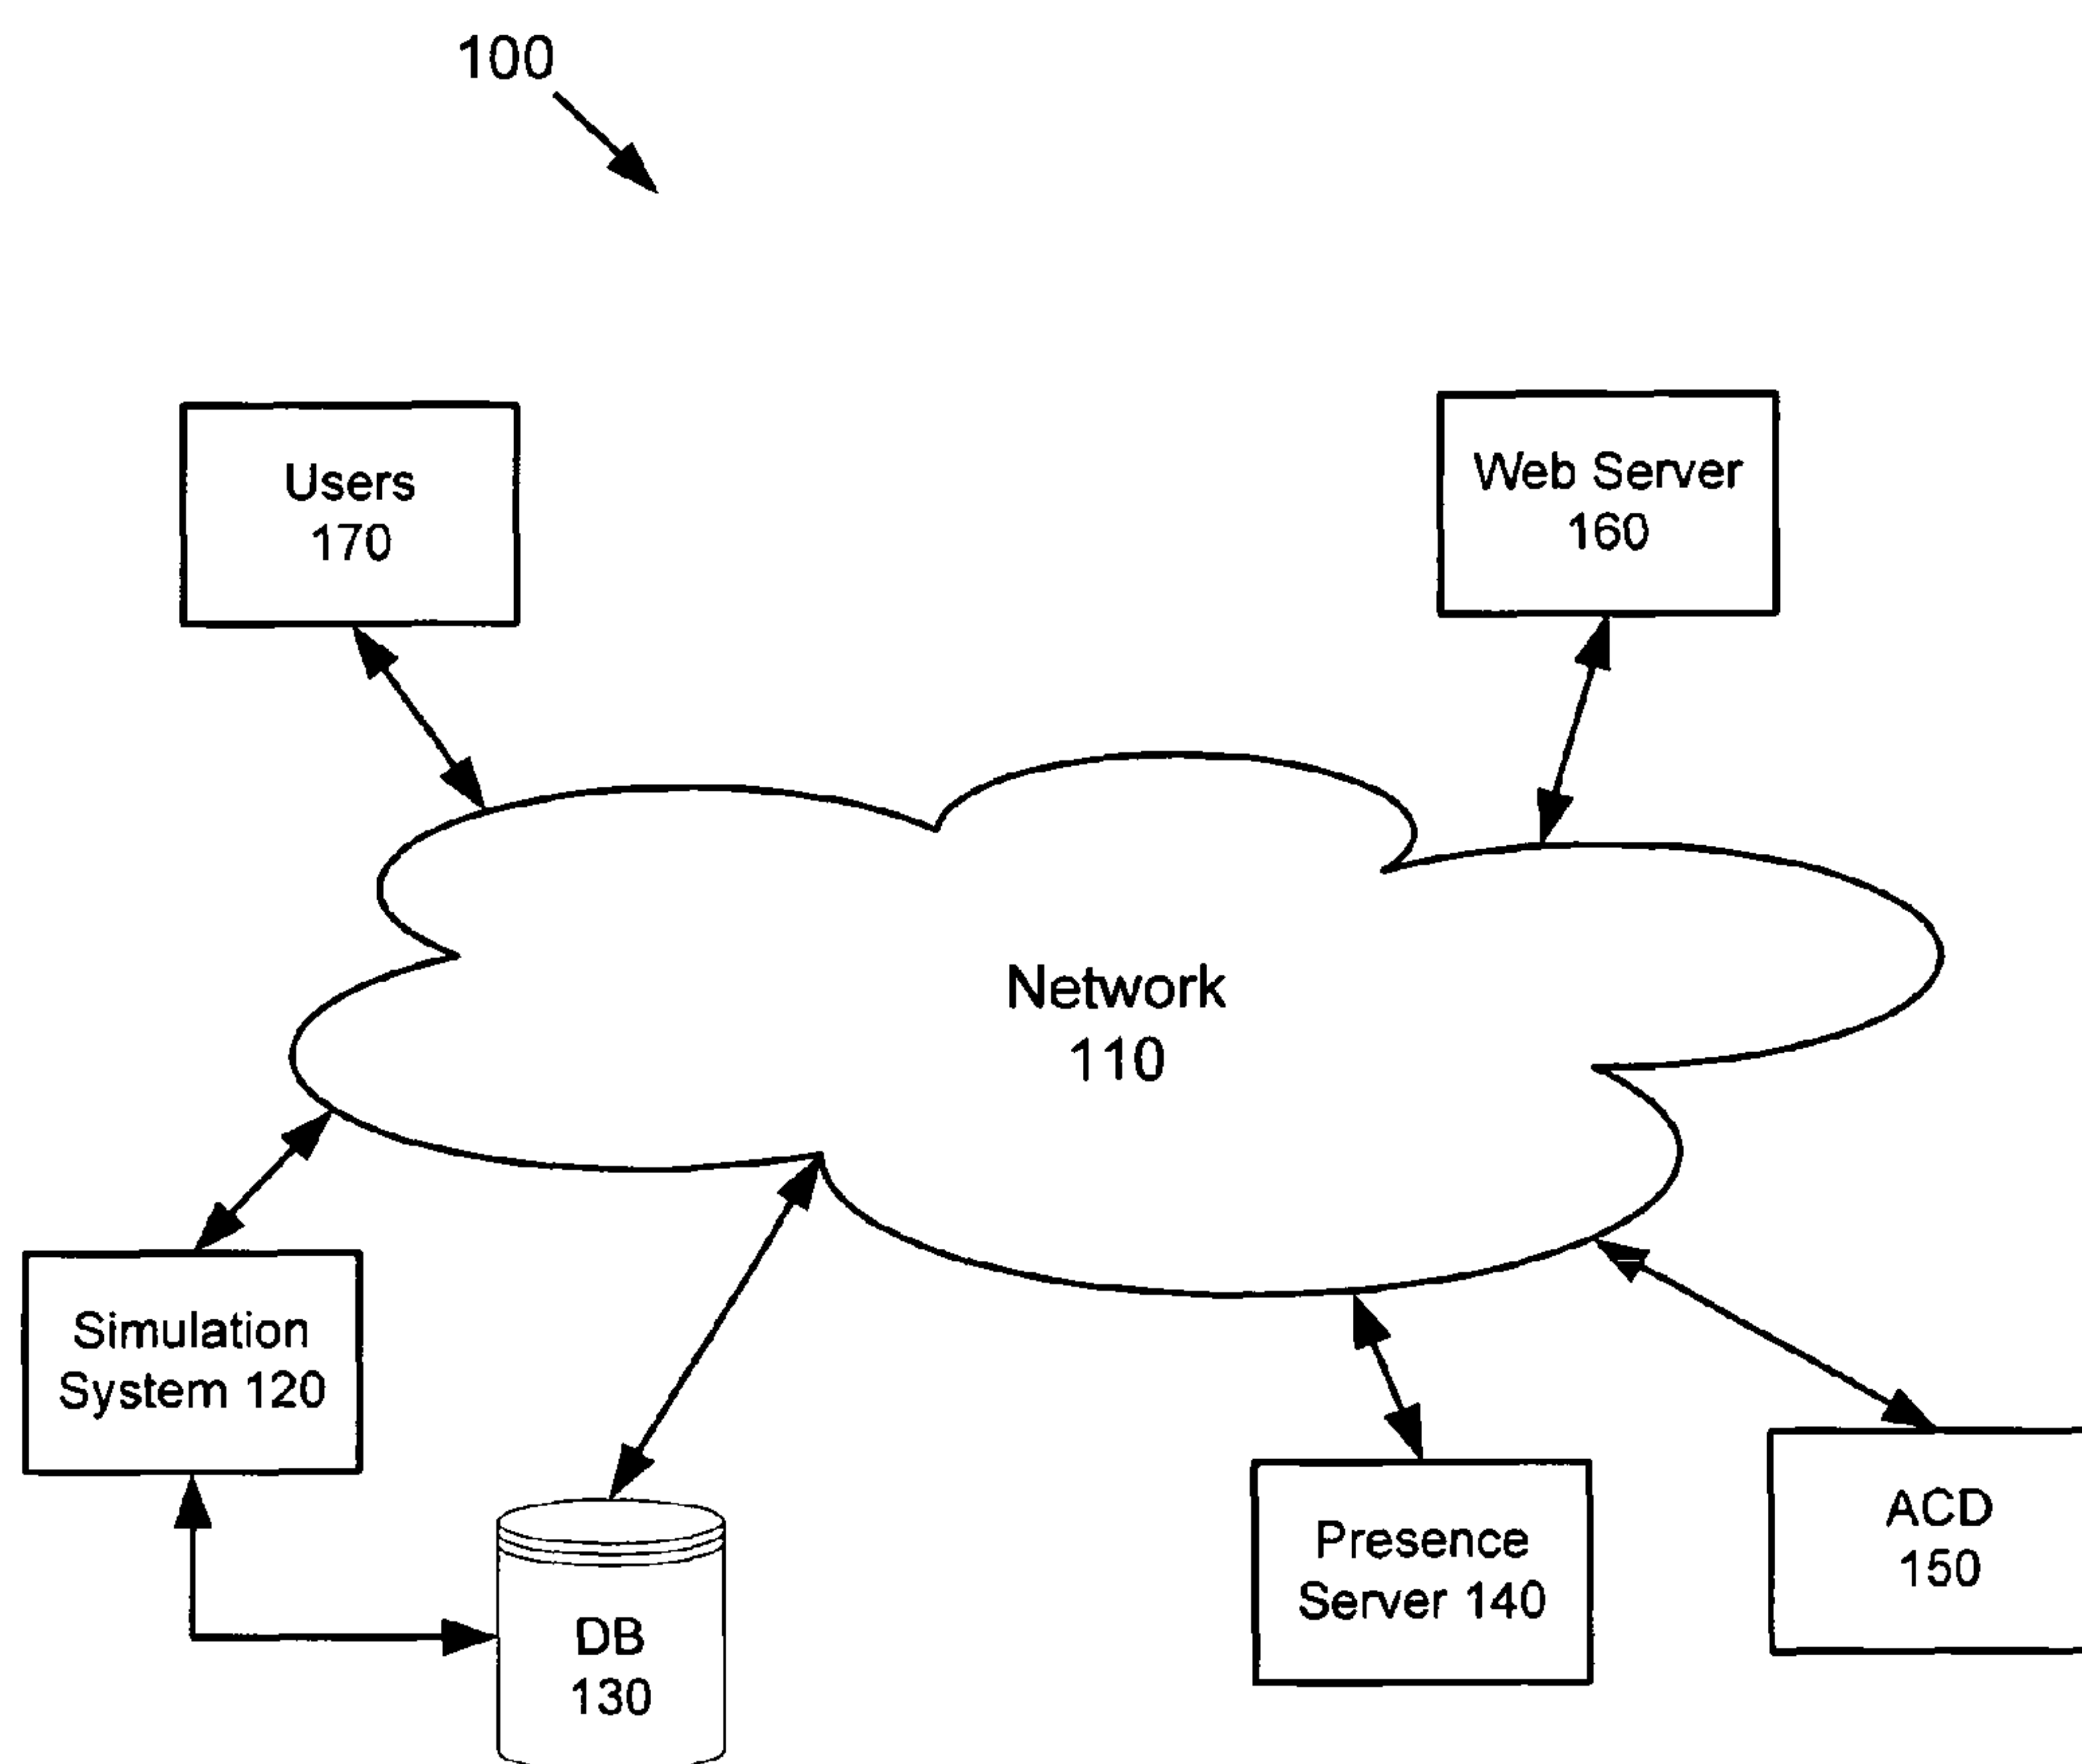 100
Users
170
Web Server
160
Network
110
Simulation
System 120
DB
130
Presence
Server 140
ACD
150